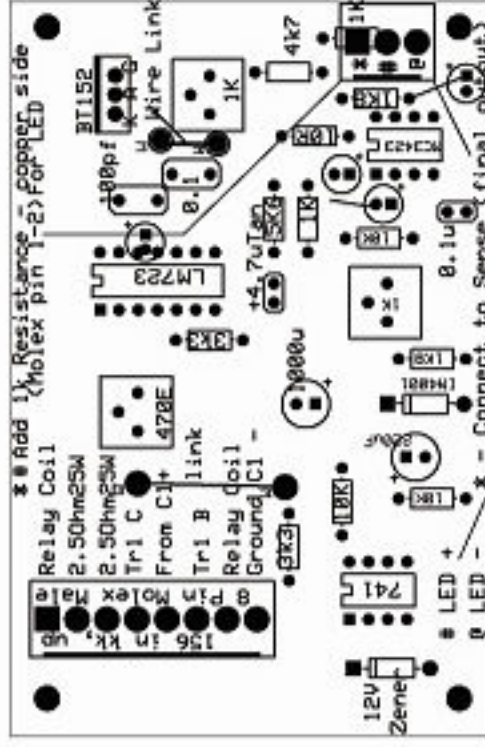 * @ Add 1k Resistance - copper side
(Molex pin 1-2) For LED
BT152
K A G
Wire Link
1K
4k7
1K
* # @
1K8
10R
MC3423
100pf
0.1
5K6
1K
10K
0.1u
LM723
+4.7uTan
1K
3k3
1000u
1K8
1N4001
470E
220uF
10K
10K
3k3
Relay Coil
2.5Ohm25W
2.5Ohm25W
Tr1 C
From C1+
Tr1 B link
Relay Coil
Ground C1 -
8 Pin Molex Male
156 in kk, up
741
# LED +
@ LED -
* - Connect to Sense (final output)
12V
Zener